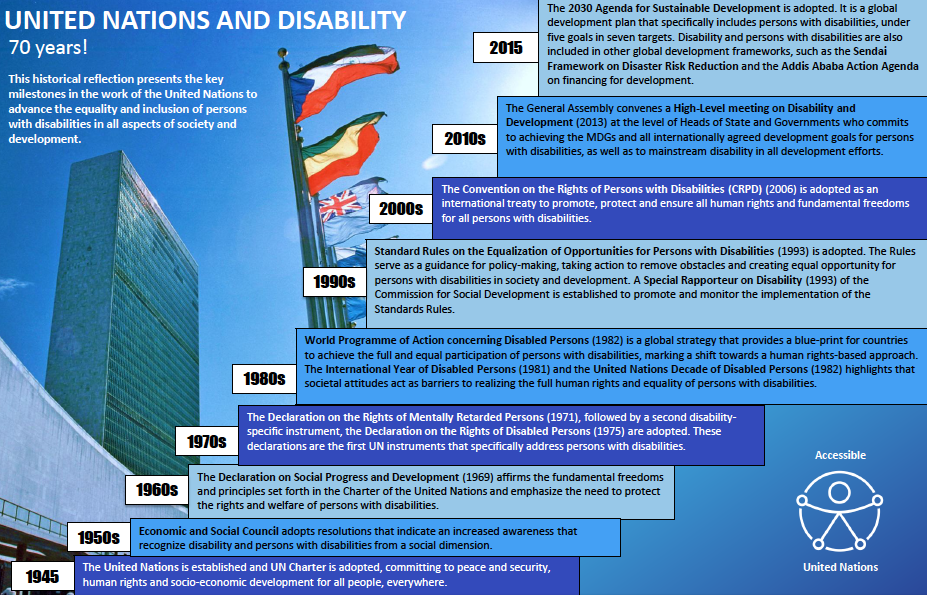 UNITED NATIONS AND DISABILITY
70 years!
This historical reflection presents the key
milestones in the work of the United Nations to
advance the equality and inclusion of persons
with disabilities in all aspects of society and
development.
2015
The 2030 Agenda for Sustainable Development is adopted. It is a global
development plan that specifically includes persons with disabilities, under
five goals in seven targets. Disability and persons with disabilities are also
included in other global development frameworks, such as the Sendai
Framework on Disaster Risk Reduction and the Addis Ababa Action Agenda
on financing for development.
2010s
The General Assembly convenes a High-Level meeting on Disability and
Development (2013) at the level of Heads of State and Governments who commits
to achieving the MDGs and all internationally agreed development goals for persons
with disabilities, as well as to mainstream disability in all development efforts.
2000s
The Convention on the Rights of Persons with Disabilities (CRPD) (2006) is adopted as an
international treaty to promote, protect and ensure all human rights and fundamental freedoms
for all persons with disabilities.
1990s
Standard Rules on the Equalization of Opportunities for Persons with Disabilities (1993) is adopted. The Rules
serve as a guidance for policy-making, taking action to remove obstacles and creating equal opportunity for
persons with disabilities in society and development. A Special Rapporteur on Disability (1993) of the
Commission for Social Development is established to promote and monitor the implementation of the
Standards Rules.
1980s
World Programme of Action concerning Disabled Persons (1982) is a global strategy that provides a blue-print for countries
to achieve the full and equal participation of persons with disabilities, marking a shift towards a human rights-based approach.
The International Year of Disabled Persons (1981) and the United Nations Decade of Disabled Persons (1982) highlights that
societal attitudes act as barriers to realizing the full human rights and equality of persons with disabilities.
1970s
The Declaration on the Rights of Mentally Retarded Persons (1971), followed by a second disability-
specific instrument, the Declaration on the Rights of Disabled Persons (1975) are adopted. These
declarations are the first UN instruments that specifically address persons with disabilities.
1960s
The Declaration on Social Progress and Development (1969) affirms the fundamental freedoms
and principles set forth in the Charter of the United Nations and emphasize the need to protect
the rights and welfare of persons with disabilities.
1950s
Economic and Social Council adopts resolutions that indicate an increased awareness that
recognize disability and persons with disabilities from a social dimension.
1945
The United Nations is established and UN Charter is adopted, committing to peace and security,
human rights and socio-economic development for all people, everywhere.
Accessible
United Nations